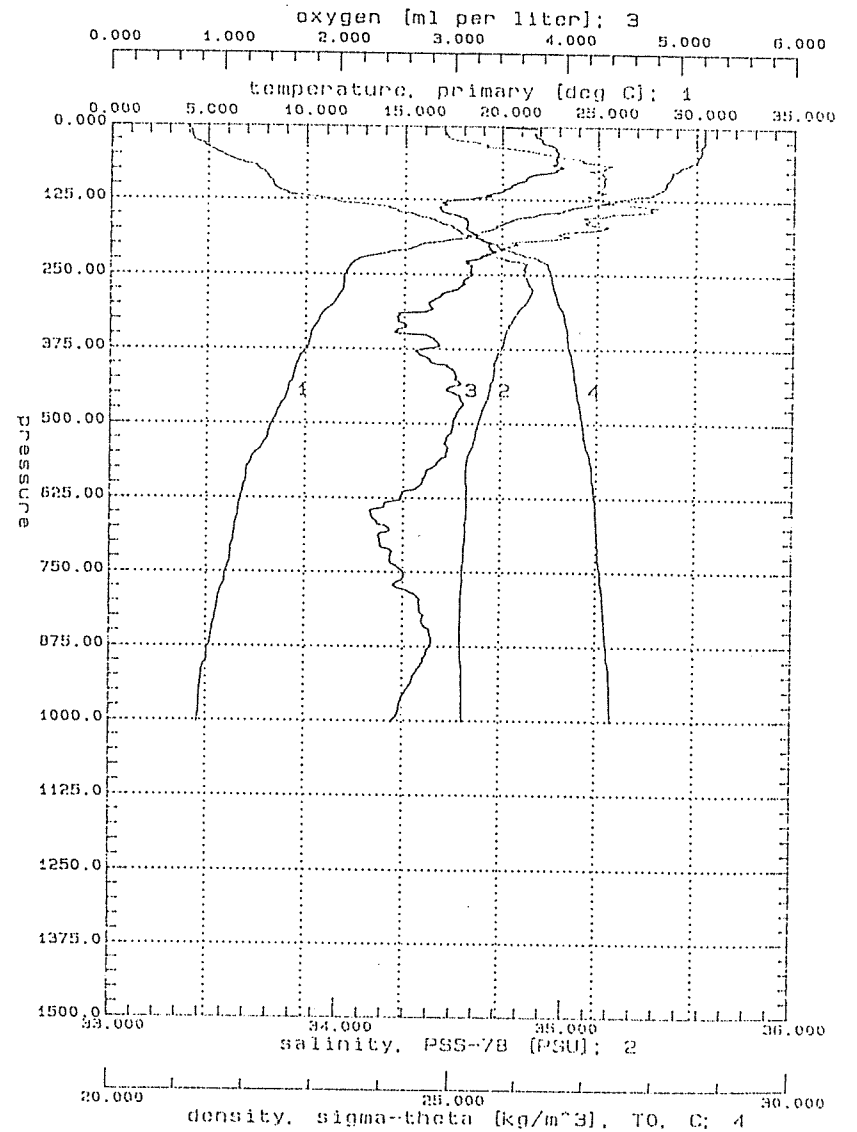 oxygen [ml per liter]; 3
0.000 1.000 2.000 3.000 4.000 5.000 6.000
temperature, primary [deg C]; 1
0.000 5.000 10.000 15.000 20.000 25.000 30.000 35.000
0.000
125.00
250.00
375.00
1 3 2 4
500.00
625.00
750.00
875.00
1000.0
1125.0
1250.0
1375.0
1500.0
pressure
33.000 34.000 35.000 36.000
salinity, PSS-78 [PSU]; 2
20.000 25.000 30.000
density, sigma-theta [kg/m^3], T0, C; 4